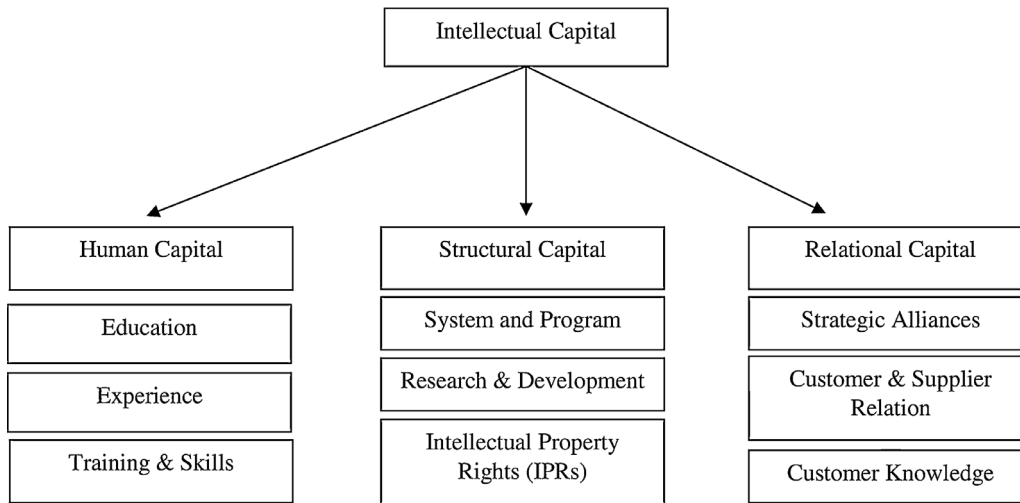 Intellectual Capital
Human Capital
Education
Experience
Training & Skills
Structural Capital
System and Program
Research & Development
Intellectual Property
Rights (IPRs)
Relational Capital
Strategic Alliances
Customer & Supplier
Relation
Customer Knowledge